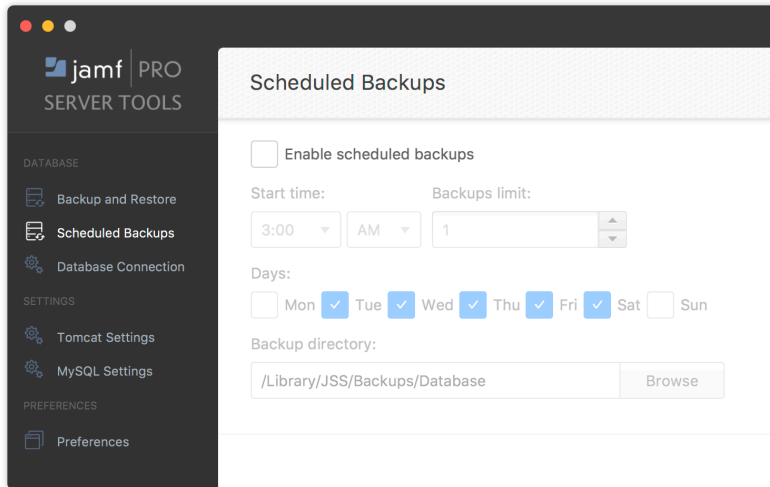 jamf PRO
SERVER TOOLS
DATABASE
Backup and Restore
Scheduled Backups
Database Connection
SETTINGS
Tomcat Settings
MySQL Settings
PREFERENCES
Preferences
Scheduled Backups
Enable scheduled backups
Start time: Backups limit:
3:00 AM 1
Days:
Mon Tue Wed Thu Fri Sat Sun
Backup directory:
/Library/JSS/Backups/Database Browse